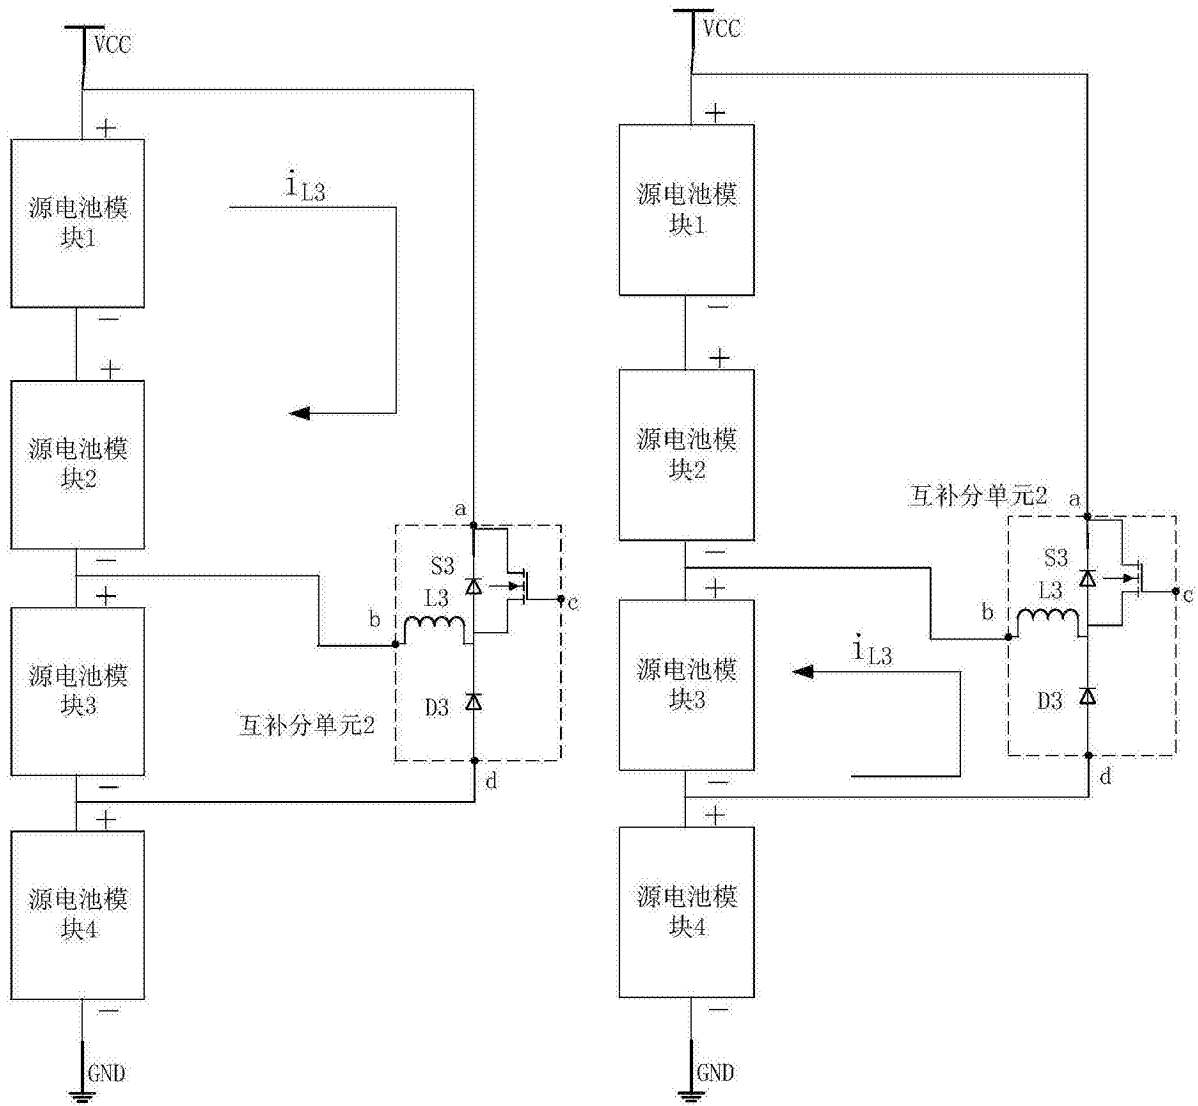 VCC
+
源电池模
块1
iL3
−
+
源电池模
块2
−
a
S3
L3
c
b
+
源电池模
块3
D3
互补分单元2
d
−
+
源电池模
块4
−
GND
VCC
+
源电池模
块1
−
+
源电池模
块2
互补分单元2
a
−
S3
L3
c
b
+
源电池模
块3
iL3
D3
d
−
+
源电池模
块4
−
GND